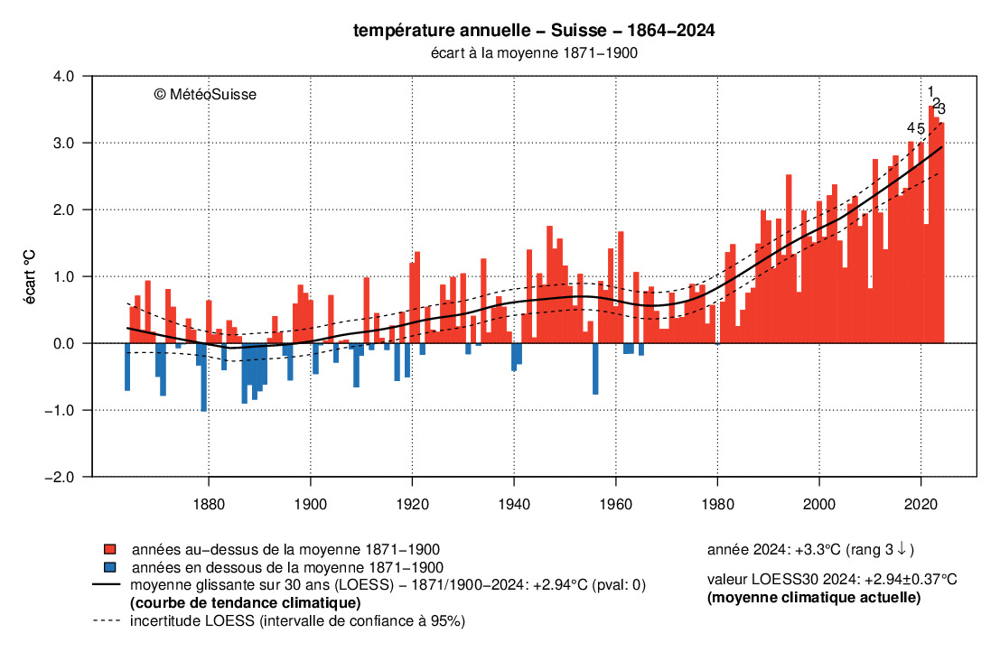 température annuelle – Suisse – 1864–2024
écart à la moyenne 1871–1900
© MétéoSuisse
écart °C
4.0
3.0
2.0
1.0
0.0
−1.0
−2.0
1
2
3
4 5
1880 1900 1920 1940 1960 1980 2000 2020
années au−dessus de la moyenne 1871−1900
années en dessous de la moyenne 1871−1900
moyenne glissante sur 30 ans (LOESS) − 1871/1900−2024: +2.94°C (pval: 0)
(courbe de tendance climatique)
incertitude LOESS (intervalle de confiance à 95%)
année 2024: +3.3°C (rang 3 ↓)
valeur LOESS30 2024: +2.94±0.37°C
(moyenne climatique actuelle)